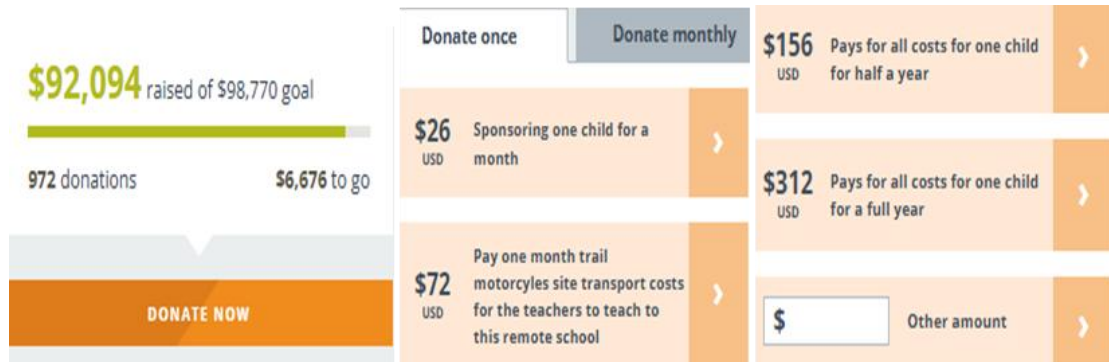 $92,094 raised of $98,770 goal
972 donations $6,676 to go
DONATE NOW
Donate once Donate monthly
$26
USD
Sponsoring one child for a
month
$72
USD
Pay one month trail
motorcyles site transport costs
for the teachers to teach to
this remote school
$156
USD
Pays for all costs for one child
for half a year
$312
USD
Pays for all costs for one child
for a full year
$ Other amount